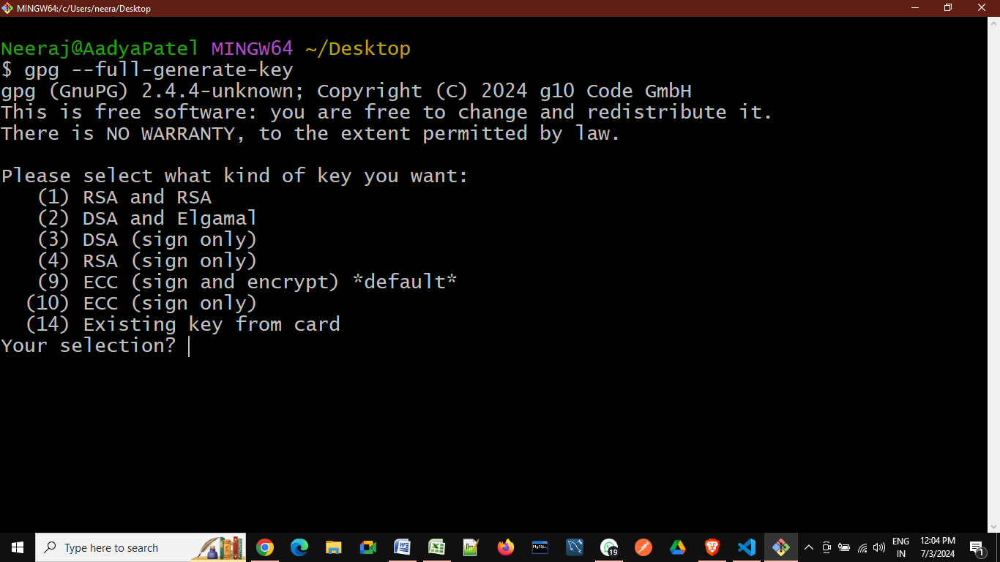 MINGW64:/c/Users/neera/Desktop
Neeraj@AadyaPatel MINGW64 ~/Desktop
$ gpg --full-generate-key
gpg (GnuPG) 2.4.4-unknown; Copyright (C) 2024 g10 Code GmbH
This is free software: you are free to change and redistribute it.
There is NO WARRANTY, to the extent permitted by law.
Please select what kind of key you want:
(1) RSA and RSA
(2) DSA and Elgamal
(3) DSA (sign only)
(4) RSA (sign only)
(9) ECC (sign and encrypt) *default*
(10) ECC (sign only)
(14) Existing key from card
Your selection?
Type here to search
MySQL
19
ENG
IN
12:04 PM
7/3/2024
1